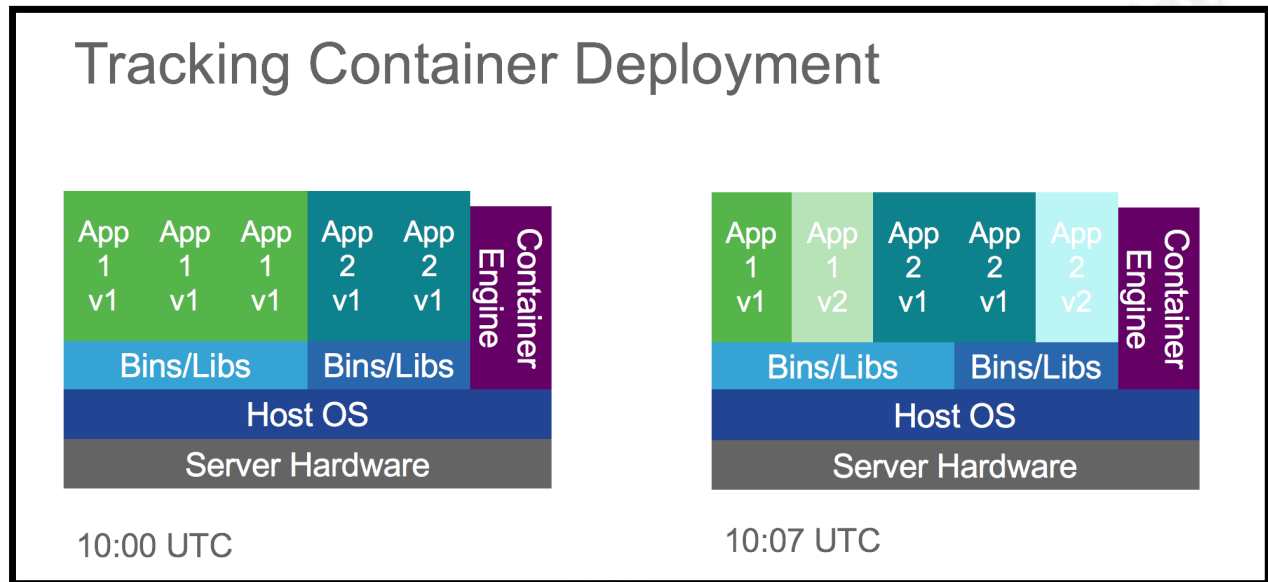 Tracking Container Deployment
App App App App App
1 1 1 2 2
v1 v1 v1 v1 v1
Container
Engine
Bins/Libs Bins/Libs
Host OS
Server Hardware
10:00 UTC
App App App App App
1 1 2 2 2
v1 v2 v1 v1 v2
Container
Engine
Bins/Libs Bins/Libs
Host OS
Server Hardware
10:07 UTC